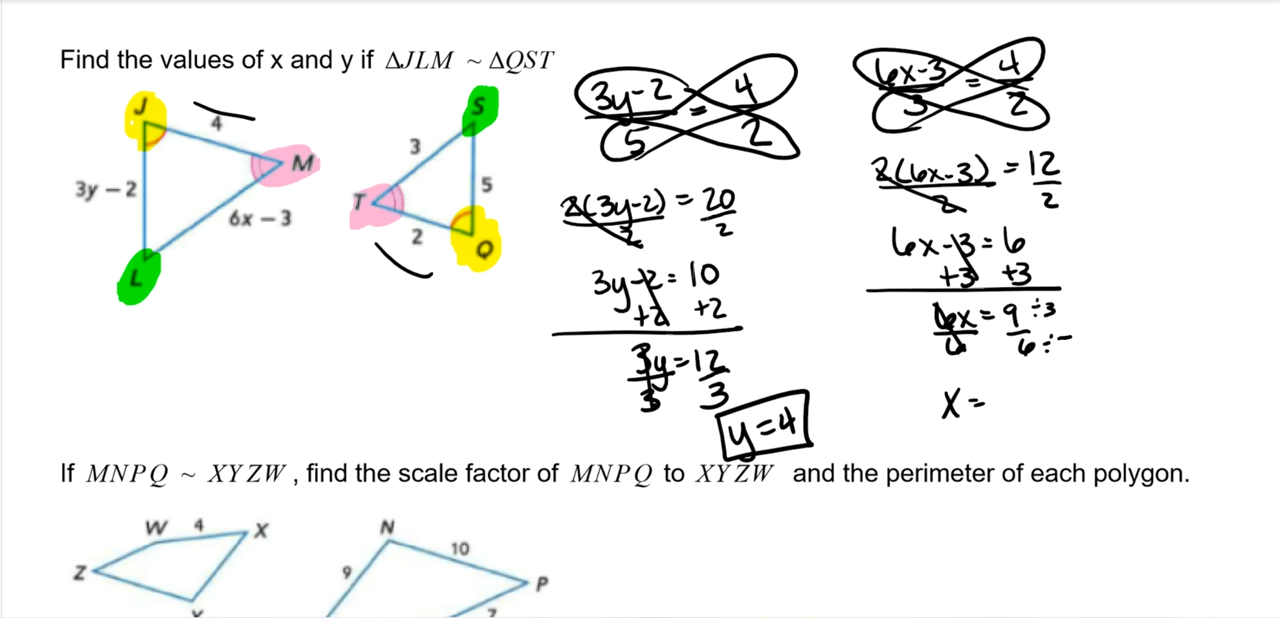 Find the values of x and y if ΔJLM ~ ΔQST
J
4
M
3y – 2
6x – 3
L
S
3
5
T
2
Q
3y-2 = 4
5 2
2(3y-2) = 20
2 2
3y-2 = 10
+2 +2
3y = 12
3 3
y = 4
6x-3 = 4
3 2
2(6x-3) = 12
2 2
6x-3 = 6
+3 +3
6x = 9 ÷3
6 6 ÷
x =
If MNPQ ~ XYZW , find the scale factor of MNPQ to XYZW and the perimeter of each polygon.
W 4 X
Z
N
10
9
P
7